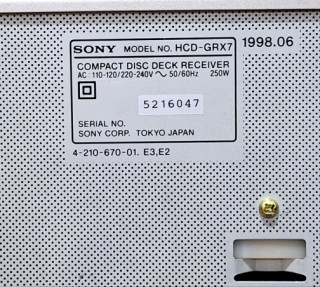 SONY MODEL NO. HCD-GRX7 1998.06
COMPACT DISC DECK RECEIVER
AC 110-120/220-240V ~ 50/60Hz 250W
5216047
SERIAL NO.
SONY CORP. TOKYO JAPAN
4-210-670-01. E3,E2